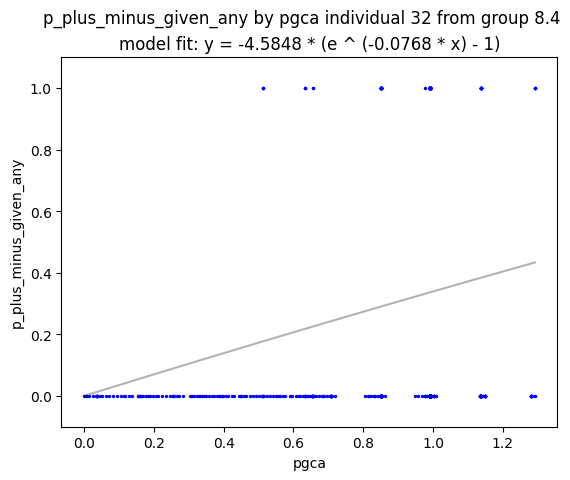 p_plus_minus_given_any by pgca individual 32 from group 8.4
model fit: y = -4.5848 * (e ^ (-0.0768 * x) - 1)
1.0
0.8
0.6
0.4
0.2
0.0
p_plus_minus_given_any
0.0 0.2 0.4 0.6 0.8 1.0 1.2
pgca